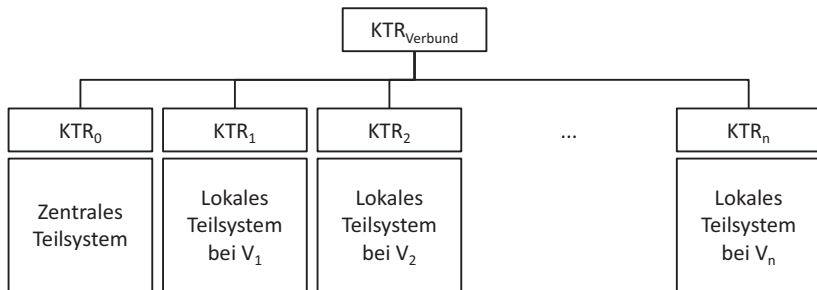 KTR_Verbund
KTR_0
KTR_1
KTR_2
...
KTR_n
Zentrales
Teilsystem
Lokales
Teilsystem
bei V_1
Lokales
Teilsystem
bei V_2
Lokales
Teilsystem
bei V_n